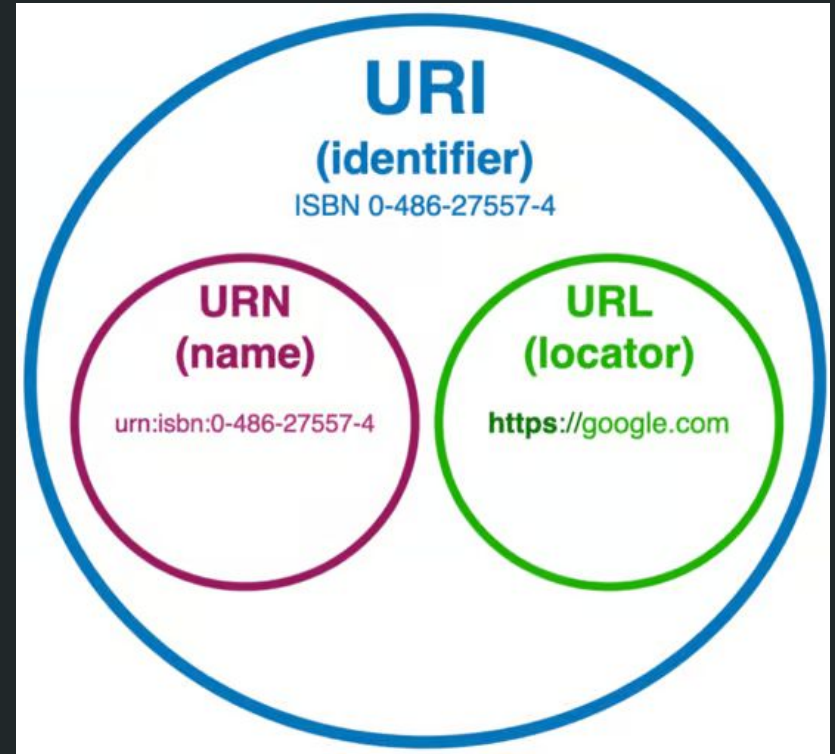 URI
(identifier)
ISBN 0-486-27557-4
URN
(name)
urn:isbn:0-486-27557-4
URL
(locator)
https://google.com